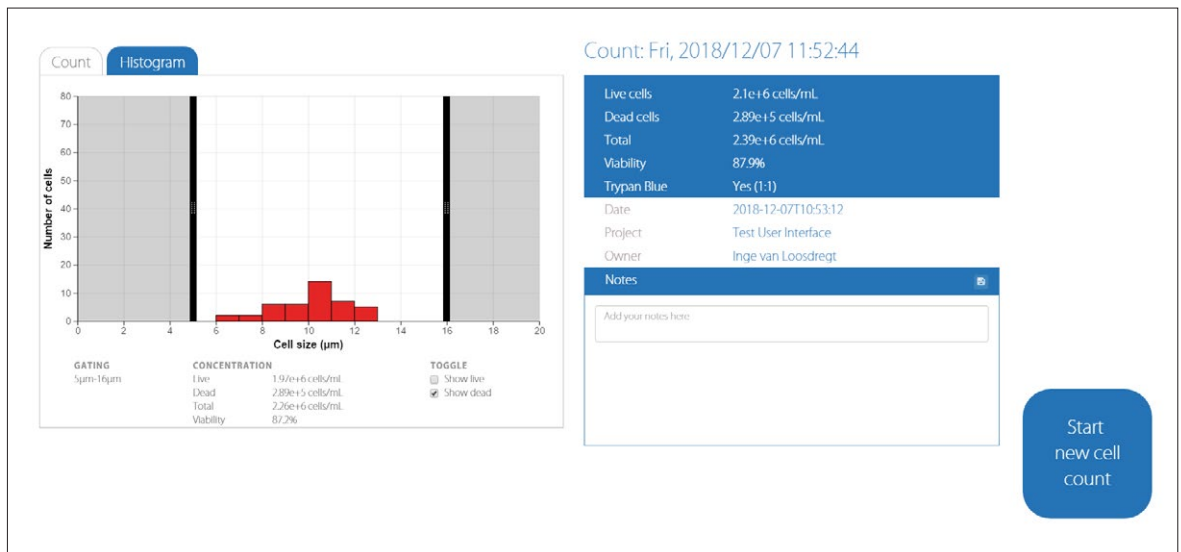 Count
Histogram
80
70
60
50
40
30
20
10
0
Number of cells
0 2 4 6 8 10 12 14 16 18 20
Cell size (μm)
GATING
5μm-16μm
CONCENTRATION
Live 1.97e+6 cells/mL
Dead 2.89e+5 cells/mL
Total 2.26e+6 cells/mL
Viability 87.2%
TOGGLE
Show live
Show dead
Count: Fri, 2018/12/07 11:52:44
Live cells 2.1e+6 cells/mL
Dead cells 2.89e+5 cells/mL
Total 2.39e+6 cells/mL
Viability 87.9%
Trypan Blue Yes (1:1)
Date 2018-12-07T10:53:12
Project Test User Interface
Owner Inge van Loosdregt
Notes
Add your notes here
Start
new cell
count